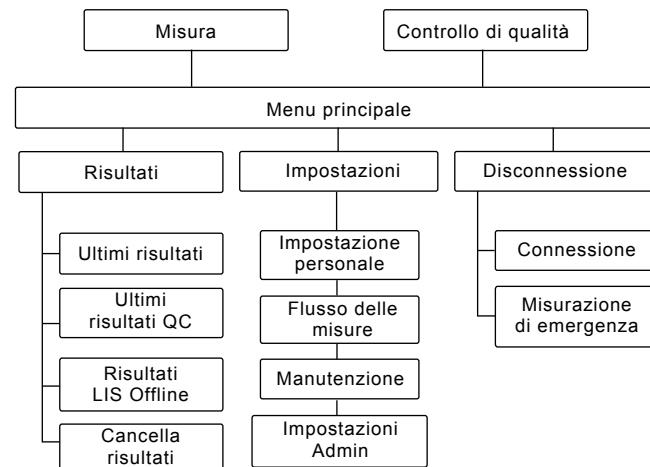 Misura
Controllo di qualità
Menu principale
Risultati
Impostazioni
Disconnessione
Ultimi risultati
Ultimi
risultati QC
Risultati
LIS Offline
Cancella
risultati
Impostazione
personale
Flusso delle
misure
Manutenzione
Impostazioni
Admin
Connessione
Misurazione
di emergenza